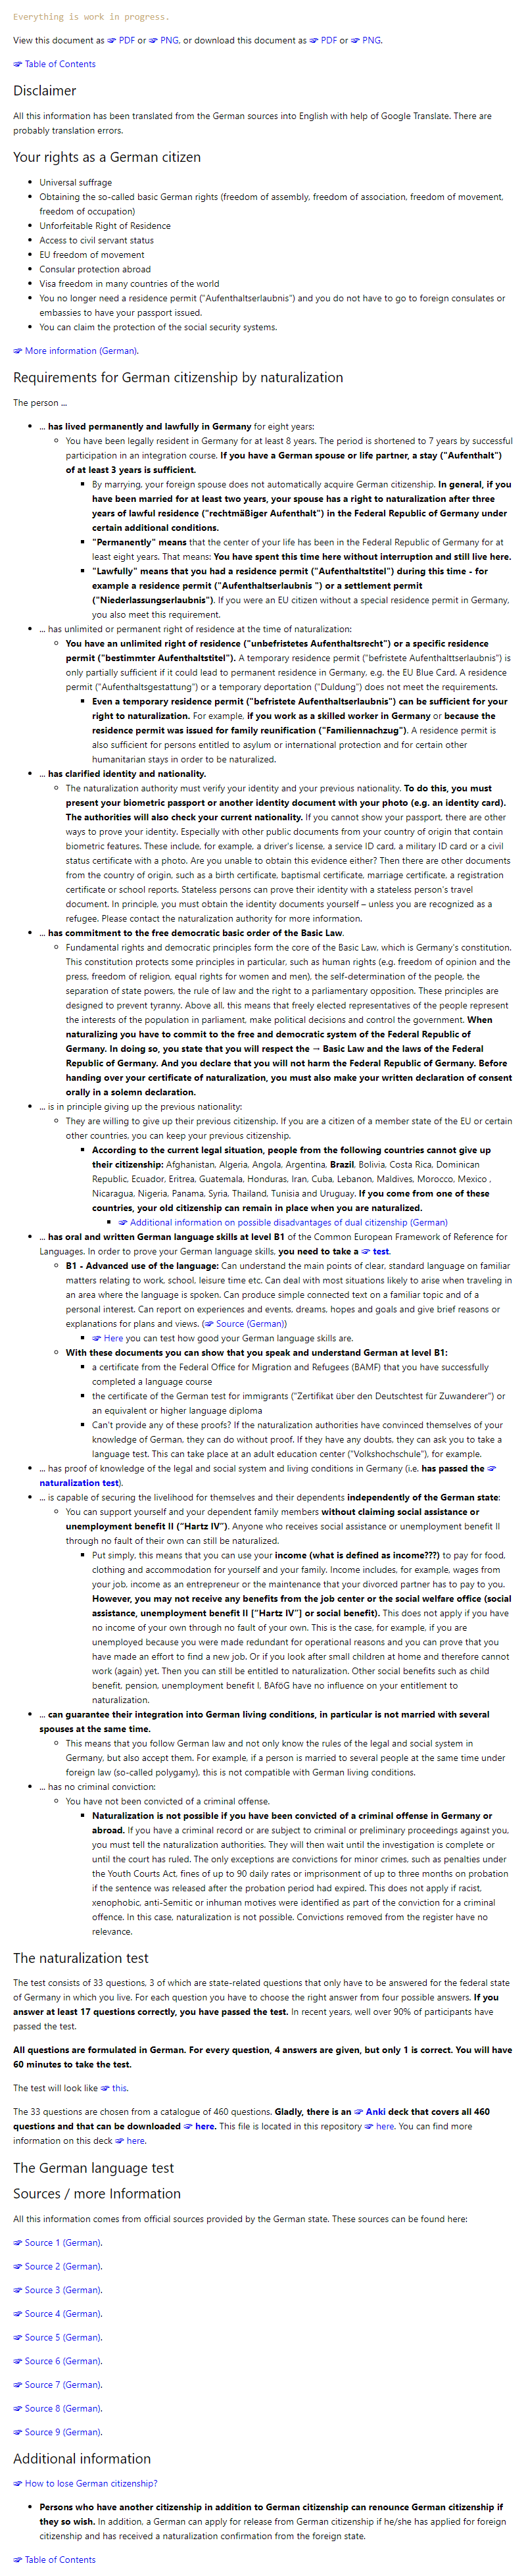 Everything is work in progress.
View this document as ☞ PDF or ☞ PNG. or download this document as ☞ PDF or ☞ PNG.
☞ Table of Contents
Disclaimer
All this information has been translated from the German sources into English with help of Google Translate. There are
probably translation errors.
Your rights as a German citizen
• Universal suffrage
• Obtaining the so-called basic German rights (freedom of assembly, freedom of association, freedom of movement,
freedom of occupation)
• Unforfeitable Right of Residence
• Access to civil servant status
• EU freedom of movement
• Consular protection abroad
• Visa freedom in many countries of the world
• You no longer need a residence permit ("Aufenthaltserlaubnis") and you do not have to go to foreign consulates or
embassies to have your passport issued.
• You can claim the protection of the social security systems.
☞ More information (German).
Requirements for German citizenship by naturalization
The person ...
• ... has lived permanently and lawfully in Germany for eight years:
◦ You have been legally resident in Germany for at least 8 years. The period is shortened to 7 years by successful
participation in an integration course. If you have a German spouse or life partner, a stay ("Aufenthalt")
of at least 3 years is sufficient.
▪ By marrying, your foreign spouse does not automatically acquire German citizenship. In general, if you
have been married for at least two years, your spouse has a right to naturalization after three
years of lawful residence ("rechtmäßiger Aufenthalt") in the Federal Republic of Germany under
certain additional conditions.
▪ "Permanently" means that the center of your life has been in the Federal Republic of Germany for at
least eight years. That means: You have spent this time here without interruption and still live here.
▪ "Lawfully" means that you had a residence permit ("Aufenthaltstitel") during this time - for
example a residence permit ("Aufenthaltserlaubnis ") or a settlement permit
("Niederlassungserlaubnis"). If you were an EU citizen without a special residence permit in Germany,
you also meet this requirement.
• ... has unlimited or permanent right of residence at the time of naturalization:
◦ You have an unlimited right of residence ("unbefristetes Aufenthaltsrecht") or a specific residence
permit ("bestimmter Aufenthaltstitel"). A temporary residence permit ("befristete Aufenthalttserlaubnis") is
only partially sufficient if it could lead to permanent residence in Germany, e.g. the EU Blue Card. A residence
permit ("Aufenthaltsgestattung") or a temporary deportation ("Duldung") does not meet the requirements.
▪ Even a temporary residence permit ("befristete Aufenthaltserlaubnis") can be sufficient for your
right to naturalization. For example, if you work as a skilled worker in Germany or because the
residence permit was issued for family reunification ("Familiennachzug"). A residence permit is
also sufficient for persons entitled to asylum or international protection and for certain other
humanitarian stays in order to be naturalized.
• ... has clarified identity and nationality.
◦ The naturalization authority must verify your identity and your previous nationality. To do this, you must
present your biometric passport or another identity document with your photo (e.g. an identity card).
The authorities will also check your current nationality. If you cannot show your passport, there are other
ways to prove your identity. Especially with other public documents from your country of origin that contain
biometric features. These include, for example, a driver's license, a service ID card, a military ID card or a civil
status certificate with a photo. Are you unable to obtain this evidence either? Then there are other documents
from the country of origin, such as a birth certificate, baptismal certificate, marriage certificate, a registration
certificate or school reports. Stateless persons can prove their identity with a stateless person's travel
document. In principle, you must obtain the identity documents yourself – unless you are recognized as a
refugee. Please contact the naturalization authority for more information.
• ... has commitment to the free democratic basic order of the Basic Law.
◦ Fundamental rights and democratic principles form the core of the Basic Law, which is Germany's constitution.
This constitution protects some principles in particular, such as human rights (e.g. freedom of opinion and the
press, freedom of religion, equal rights for women and men), the self-determination of the people, the
separation of state powers, the rule of law and the right to a parliamentary opposition. These principles are
designed to prevent tyranny. Above all, this means that freely elected representatives of the people represent
the interests of the population in parliament, make political decisions and control the government. When
naturalizing you have to commit to the free and democratic system of the Federal Republic of
Germany. In doing so, you state that you will respect the → Basic Law and the laws of the Federal
Republic of Germany. And you declare that you will not harm the Federal Republic of Germany. Before
handing over your certificate of naturalization, you must also make your written declaration of consent
orally in a solemn declaration.
• ... is in principle giving up the previous nationality:
◦ They are willing to give up their previous citizenship. If you are a citizen of a member state of the EU or certain
other countries, you can keep your previous citizenship.
▪ According to the current legal situation, people from the following countries cannot give up
their citizenship: Afghanistan, Algeria, Angola, Argentina, Brazil, Bolivia, Costa Rica, Dominican
Republic, Ecuador, Eritrea, Guatemala, Honduras, Iran, Cuba, Lebanon, Maldives, Morocco, Mexico ,
Nicaragua, Nigeria, Panama, Syria, Thailand, Tunisia and Uruguay. If you come from one of these
countries, your old citizenship can remain in place when you are naturalized.
▪ ☞ Additional information on possible disadvantages of dual citizenship (German)
• ... has oral and written German language skills at level B1 of the Common European Framework of Reference for
Languages. In order to prove your German language skills, you need to take a ☞ test.
◦ B1 - Advanced use of the language: Can understand the main points of clear, standard language on familiar
matters relating to work, school, leisure time etc. Can deal with most situations likely to arise when traveling in
an area where the language is spoken. Can produce simple connected text on a familiar topic and of a
personal interest. Can report on experiences and events, dreams, hopes and goals and give brief reasons or
explanations for plans and views. (☞ Source (German))
▪ ☞ Here you can test how good your German language skills are.
◦ With these documents you can show that you speak and understand German at level B1:
▪ a certificate from the Federal Office for Migration and Refugees (BAMF) that you have successfully
completed a language course
▪ the certificate of the German test for immigrants ("Zertifikat über den Deutschtest für Zuwanderer") or
an equivalent or higher language diploma
▪ Can't provide any of these proofs? If the naturalization authorities have convinced themselves of your
knowledge of German, they can do without proof. If they have any doubts, they can ask you to take a
language test. This can take place at an adult education center ("Volkshochschule"), for example.
• ... has proof of knowledge of the legal and social system and living conditions in Germany (i.e. has passed the ☞
naturalization test).
• ... is capable of securing the livelihood for themselves and their dependents independently of the German state:
◦ You can support yourself and your dependent family members without claiming social assistance or
unemployment benefit II ("Hartz IV"). Anyone who receives social assistance or unemployment benefit II
through no fault of their own can still be naturalized.
▪ Put simply, this means that you can use your income (what is defined as income???) to pay for food,
clothing and accommodation for yourself and your family. Income includes, for example, wages from
your job, income as an entrepreneur or the maintenance that your divorced partner has to pay to you.
However, you may not receive any benefits from the job center or the social welfare office (social
assistance, unemployment benefit II ["Hartz IV"] or social benefit). This does not apply if you have
no income of your own through no fault of your own. This is the case, for example, if you are
unemployed because you were made redundant for operational reasons and you can prove that you
have made an effort to find a new job. Or if you look after small children at home and therefore cannot
work (again) yet. Then you can still be entitled to naturalization. Other social benefits such as child
benefit, pension, unemployment benefit I, BAföG have no influence on your entitlement to
naturalization.
• ... can guarantee their integration into German living conditions, in particular is not married with several
spouses at the same time.
◦ This means that you follow German law and not only know the rules of the legal and social system in
Germany, but also accept them. For example, if a person is married to several people at the same time under
foreign law (so-called polygamy), this is not compatible with German living conditions.
• ... has no criminal conviction:
◦ You have not been convicted of a criminal offense.
▪ Naturalization is not possible if you have been convicted of a criminal offense in Germany or
abroad. If you have a criminal record or are subject to criminal or preliminary proceedings against you,
you must tell the naturalization authorities. They will then wait until the investigation is complete or
until the court has ruled. The only exceptions are convictions for minor crimes, such as penalties under
the Youth Courts Act, fines of up to 90 daily rates or imprisonment of up to three months on probation
if the sentence was released after the probation period had expired. This does not apply if racist,
xenophobic, anti-Semitic or inhuman motives were identified as part of the conviction for a criminal
offence. In this case, naturalization is not possible. Convictions removed from the register have no
relevance.
The naturalization test
The test consists of 33 questions, 3 of which are state-related questions that only have to be answered for the federal state
of Germany in which you live. For each question you have to choose the right answer from four possible answers. If you
answer at least 17 questions correctly, you have passed the test. In recent years, well over 90% of participants have
passed the test.
All questions are formulated in German. For every question, 4 answers are given, but only 1 is correct. You will have
60 minutes to take the test.
The test will look like ☞ this.
The 33 questions are chosen from a catalogue of 460 questions. Gladly, there is an ☞ Anki deck that covers all 460
questions and that can be downloaded ☞ here. This file is located in this repository ☞ here. You can find more
information on this deck ☞ here.
The German language test
Sources / more Information
All this information comes from official sources provided by the German state. These sources can be found here:
☞ Source 1 (German).
☞ Source 2 (German).
☞ Source 3 (German).
☞ Source 4 (German).
☞ Source 5 (German).
☞ Source 6 (German).
☞ Source 7 (German).
☞ Source 8 (German).
☞ Source 9 (German).
Additional information
☞ How to lose German citizenship?
• Persons who have another citizenship in addition to German citizenship can renounce German citizenship if
they so wish. In addition, a German can apply for release from German citizenship if he/she has applied for foreign
citizenship and has received a naturalization confirmation from the foreign state.
☞ Table of Contents